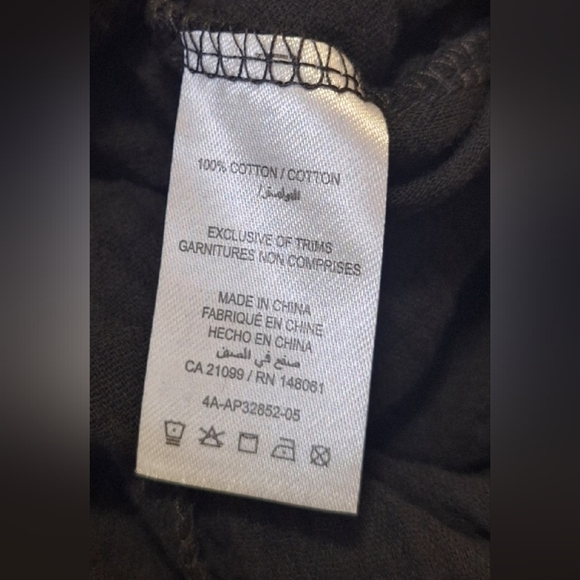 100% COTTON / COTTON
EXCLUSIVE OF TRIMS
GARNITURES NON COMPRISES
MADE IN CHINA
FABRIQUÉ EN CHINE
HECHO EN CHINA
صنع في الصين
CA 21099 / RN 148061
4A-AP32852-05